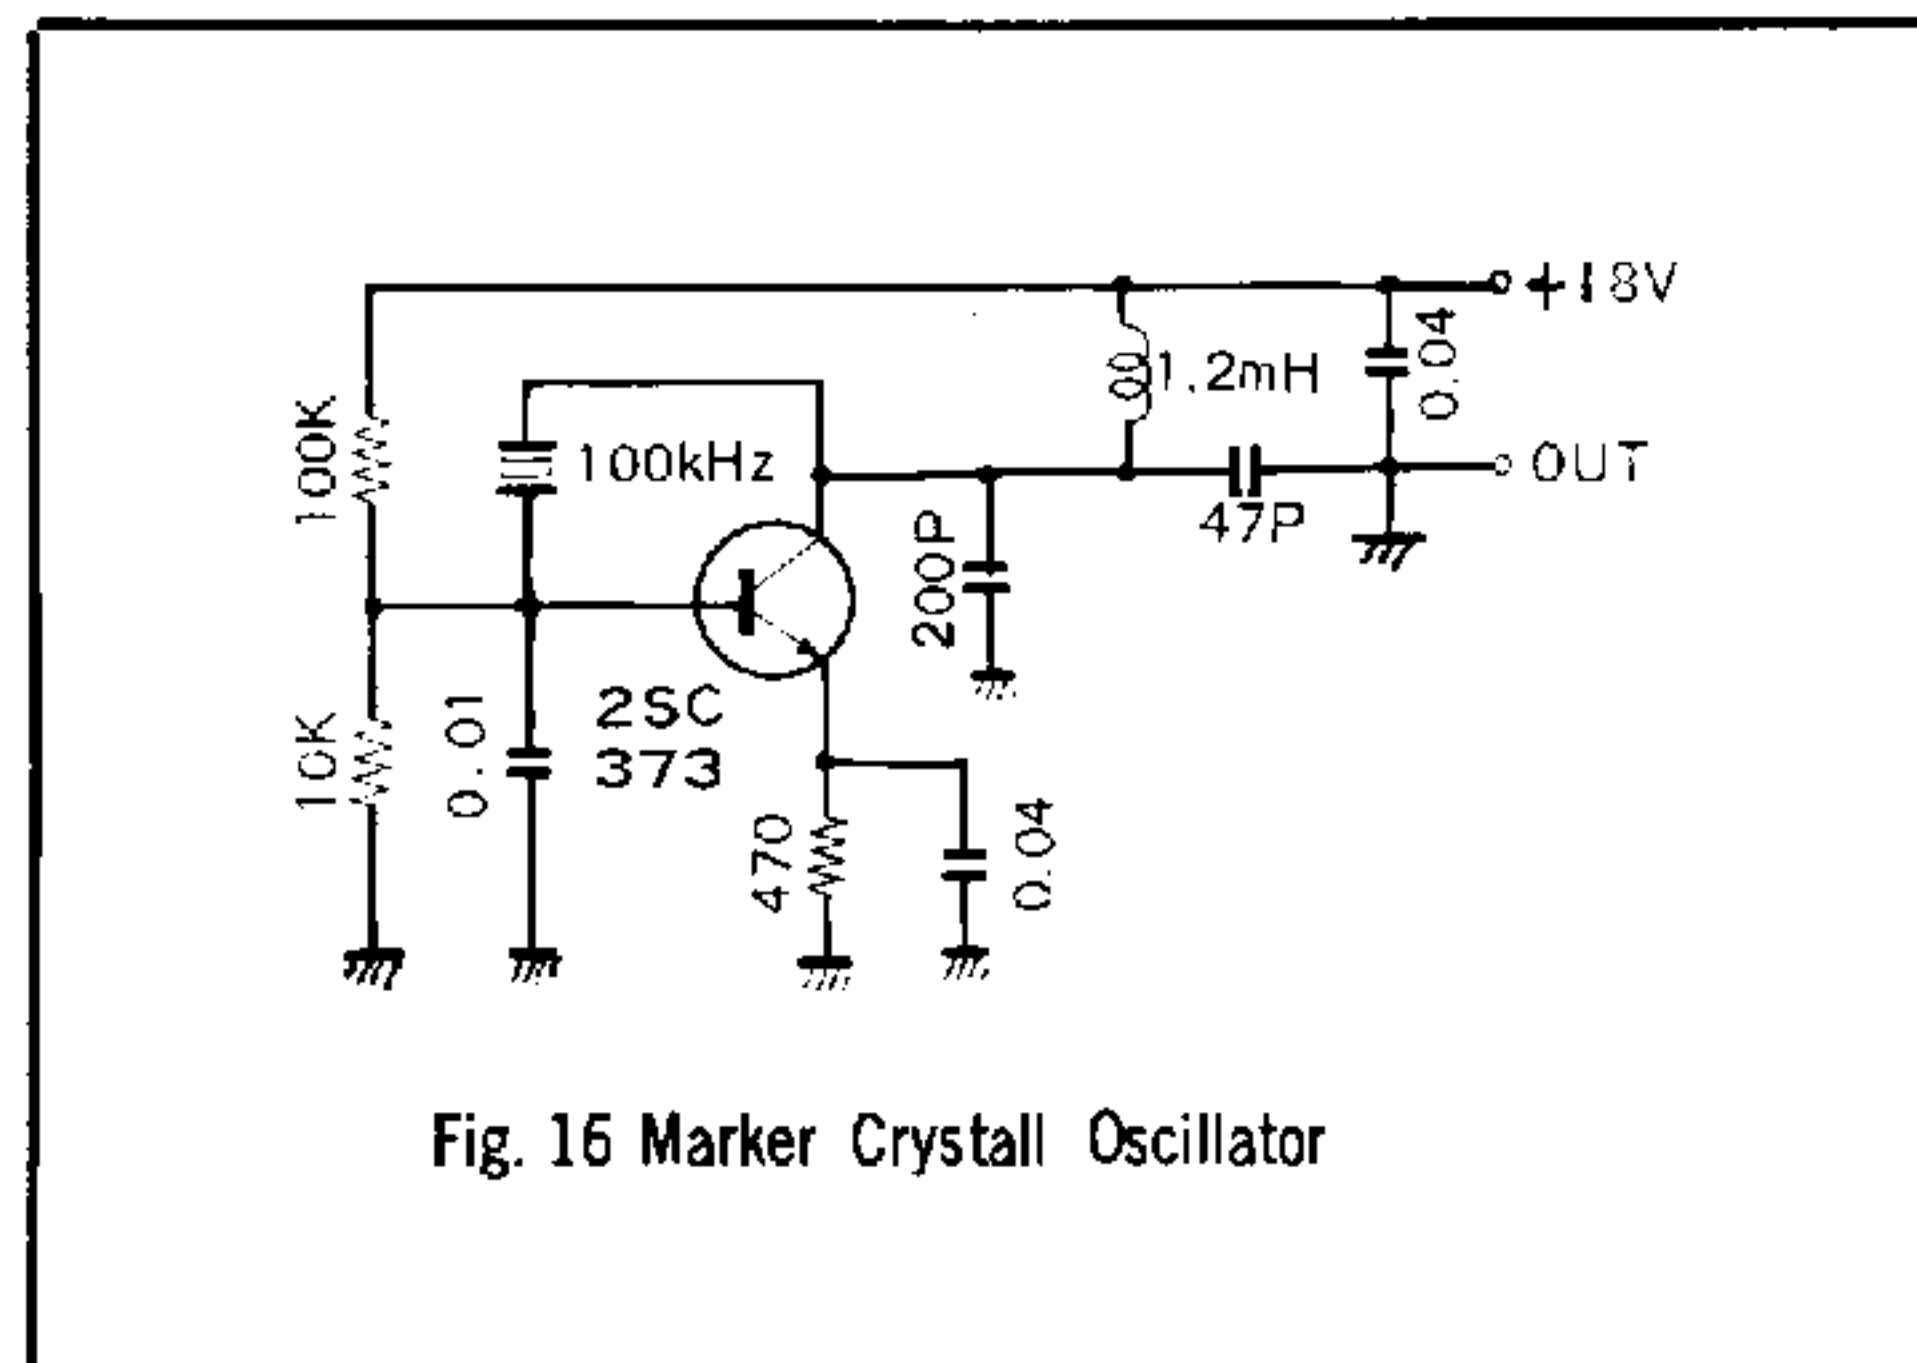 +18V
1.2mH
0.04
100K
100kHz
OUT
47P
200P
2SC
373
10K
0.01
470
0.04
Fig. 16 Marker Crystall Oscillator